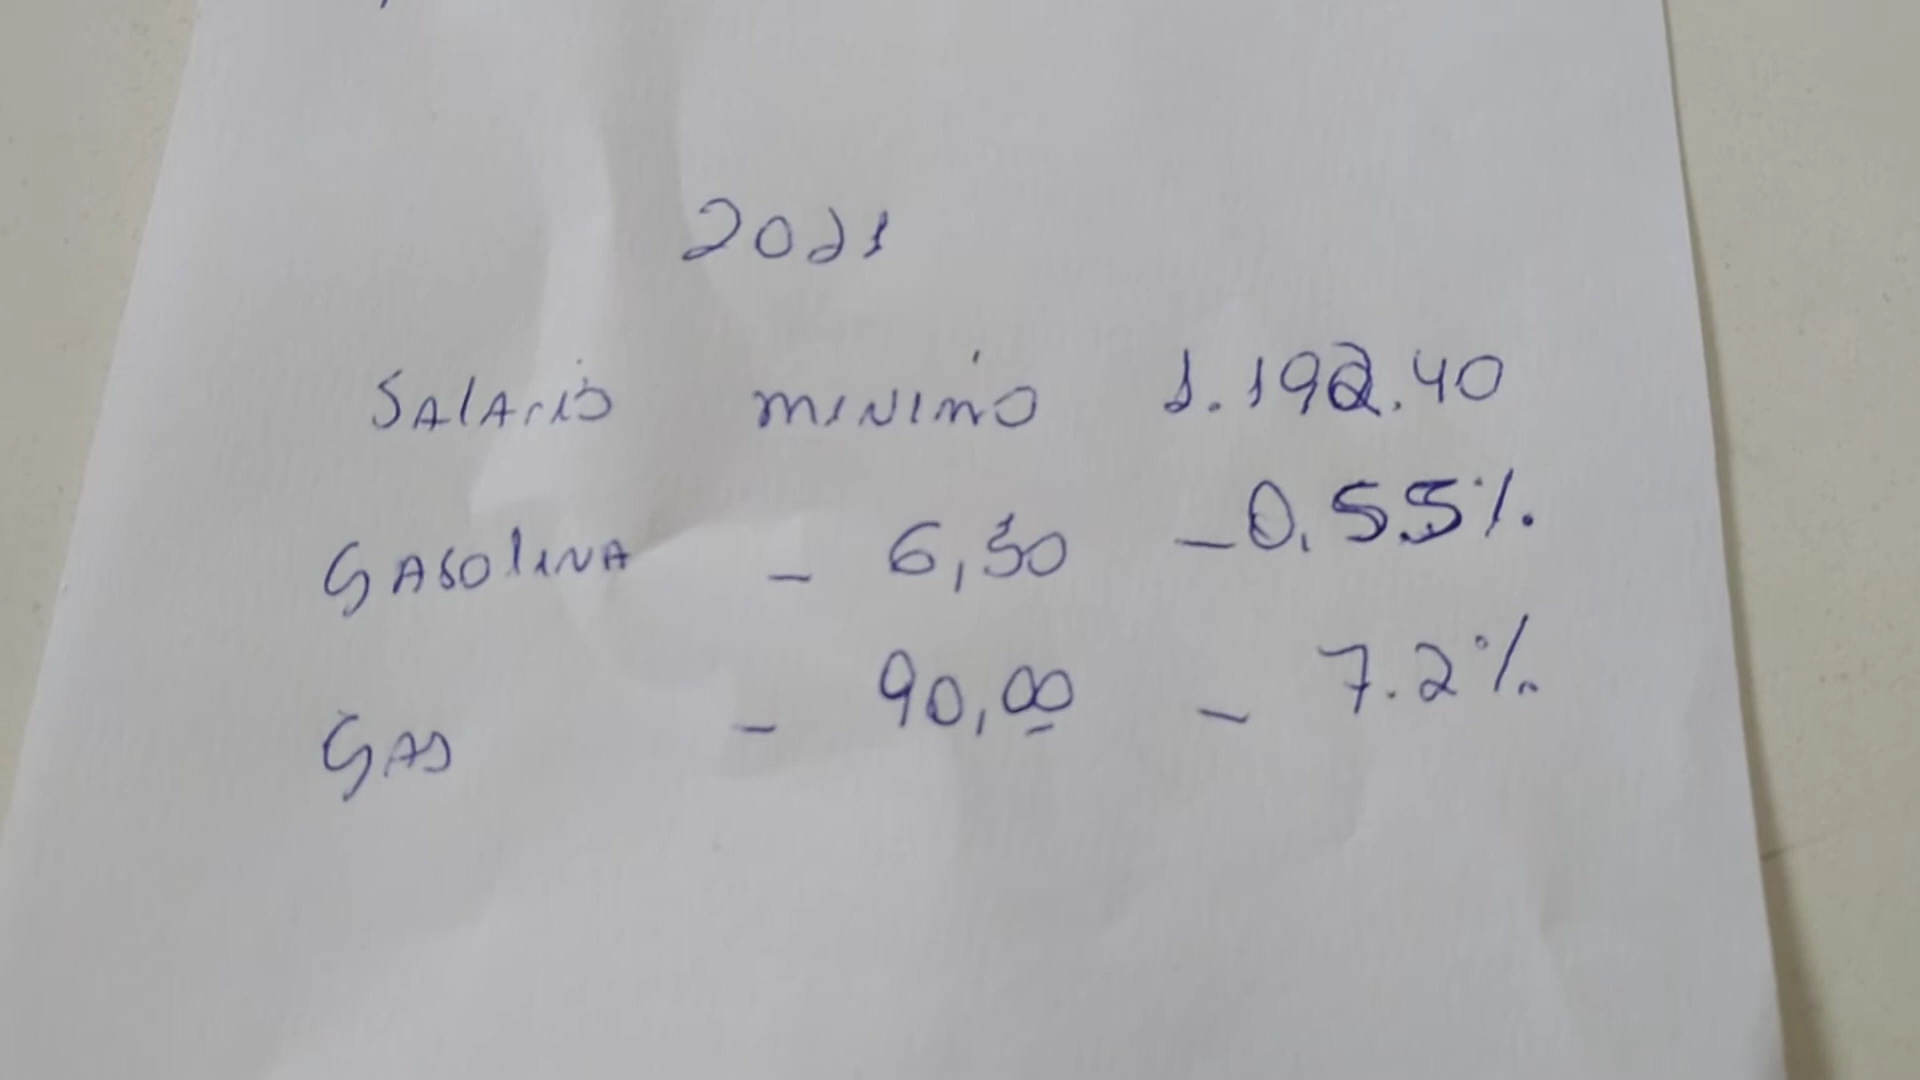 2021
Salario minimo 1.192.40
Gasolina - 6,50 - 0.55%.
Gas - 90,00 - 7.2%.